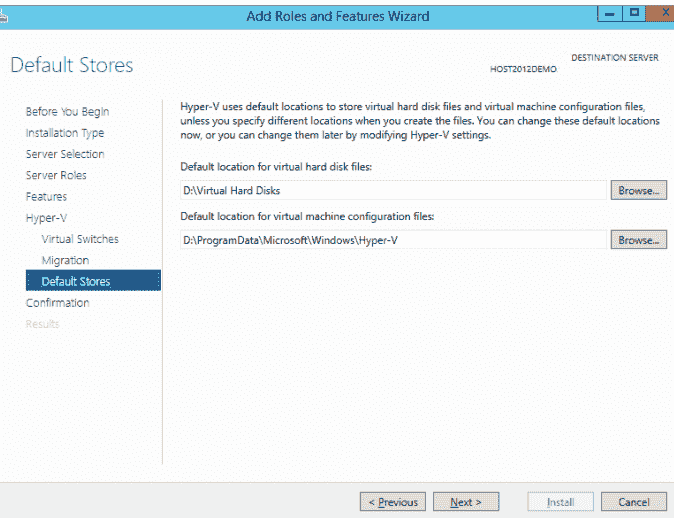 Add Roles and Features Wizard
Default Stores
DESTINATION SERVER
HOST2012DEMO
Before You Begin
Installation Type
Server Selection
Server Roles
Features
Hyper-V
Virtual Switches
Migration
Default Stores
Confirmation
Results
Hyper-V uses default locations to store virtual hard disk files and virtual machine configuration files,
unless you specify different locations when you create the files. You can change these default locations
now, or you can change them later by modifying Hyper-V settings.
Default location for virtual hard disk files:
D:\Virtual Hard Disks
Browse...
Default location for virtual machine configuration files:
D:\ProgramData\Microsoft\Windows\Hyper-V
Browse...
< Previous
Next >
Install
Cancel